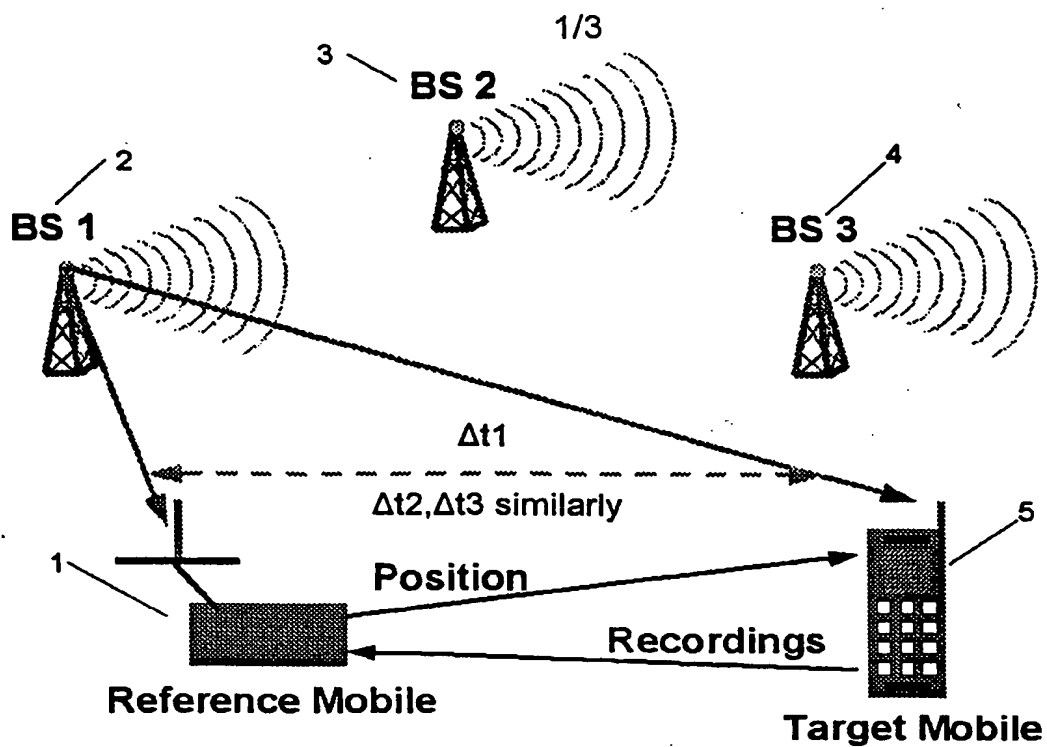 1/3
3
BS 2
2
4
BS 1
BS 3
Δt1
Δt2,Δt3 similarly
5
1
Position
Recordings
Reference Mobile
Target Mobile